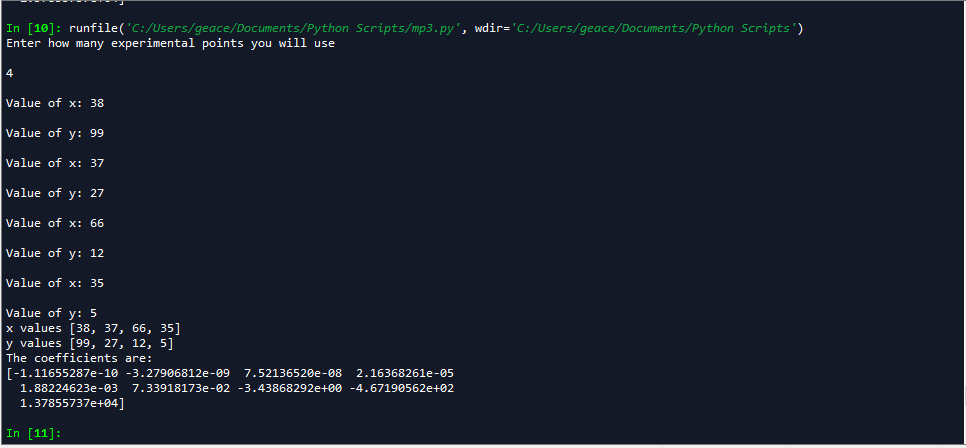 In [10]: runfile('C:/Users/geace/Documents/Python Scripts/mp3.py', wdir='C:/Users/geace/Documents/Python Scripts')
Enter how many experimental points you will use
4
Value of x: 38
Value of y: 99
Value of x: 37
Value of y: 27
Value of x: 66
Value of y: 12
Value of x: 35
Value of y: 5
x values [38, 37, 66, 35]
y values [99, 27, 12, 5]
The coefficients are:
[-1.11655287e-10 -3.27906812e-09  7.52136520e-08  2.16368261e-05
  1.88224623e-03  7.33918173e-02 -3.43868292e+00 -4.67190562e+02
  1.37855737e+04]
In [11]: